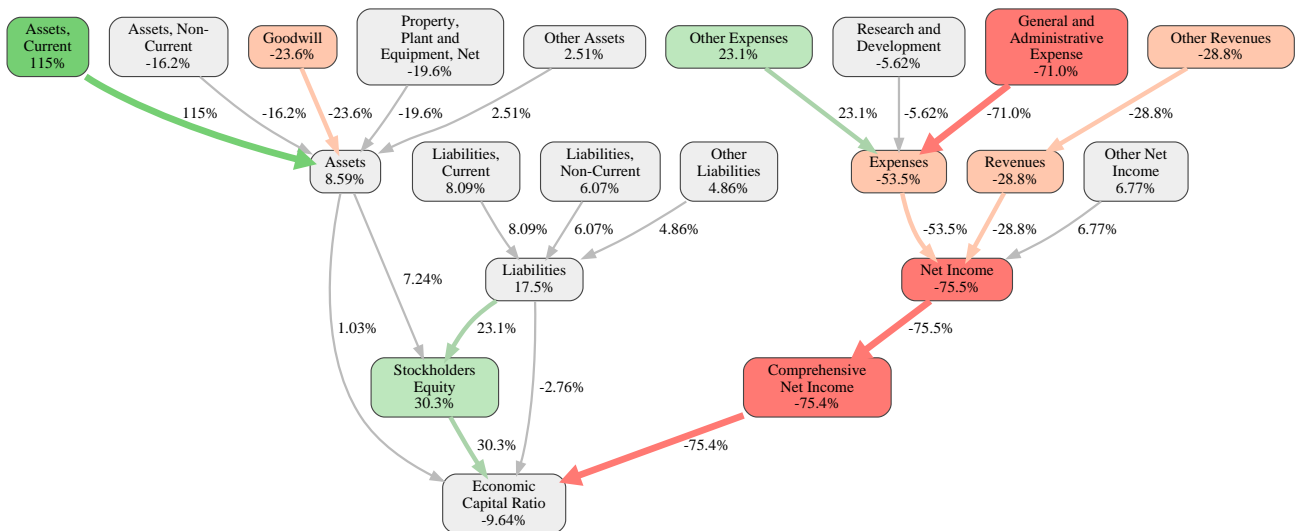 Assets,
Current
115%
Assets, Non-
Current
-16.2%
Goodwill
-23.6%
Property,
Plant and
Equipment, Net
-19.6%
Other Assets
2.51%
Other Expenses
23.1%
Research and
Development
-5.62%
General and
Administrative
Expense
-71.0%
Other Revenues
-28.8%
115%
-16.2%
-23.6%
-19.6%
2.51%
23.1%
-5.62%
-71.0%
-28.8%
Assets
8.59%
Liabilities,
Current
8.09%
Liabilities,
Non-Current
6.07%
Other
Liabilities
4.86%
Expenses
-53.5%
Revenues
-28.8%
Other Net
Income
6.77%
8.09%
6.07%
4.86%
-53.5%
-28.8%
6.77%
7.24%
Liabilities
17.5%
Net Income
-75.5%
1.03%
23.1%
-75.5%
Stockholders
Equity
30.3%
-2.76%
Comprehensive
Net Income
-75.4%
30.3%
-75.4%
Economic
Capital Ratio
-9.64%